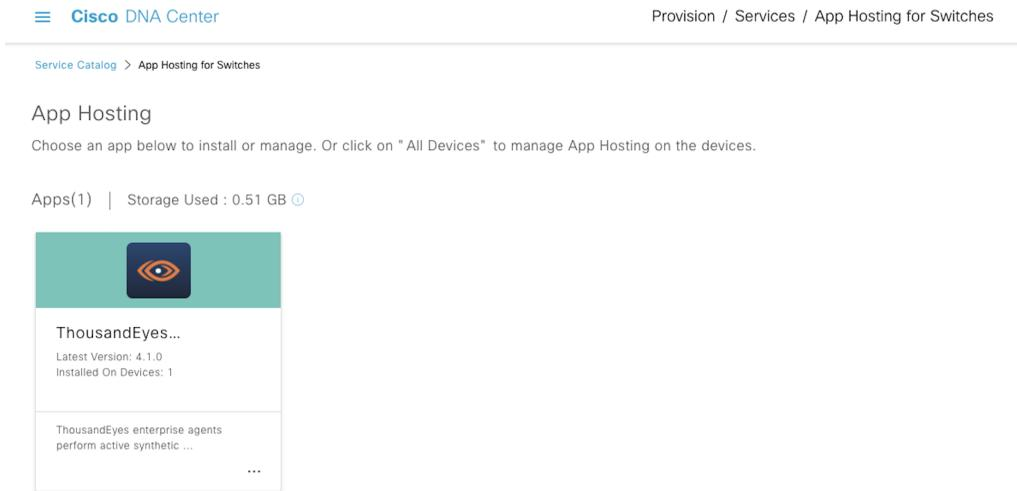 Cisco DNA Center
Provision / Services / App Hosting for Switches
Service Catalog > App Hosting for Switches
App Hosting
Choose an app below to install or manage. Or click on "All Devices" to manage App Hosting on the devices.
Apps(1) | Storage Used : 0.51 GB
ThousandEyes...
Latest Version: 4.1.0
Installed On Devices: 1
ThousandEyes enterprise agents
perform active synthetic ...
...